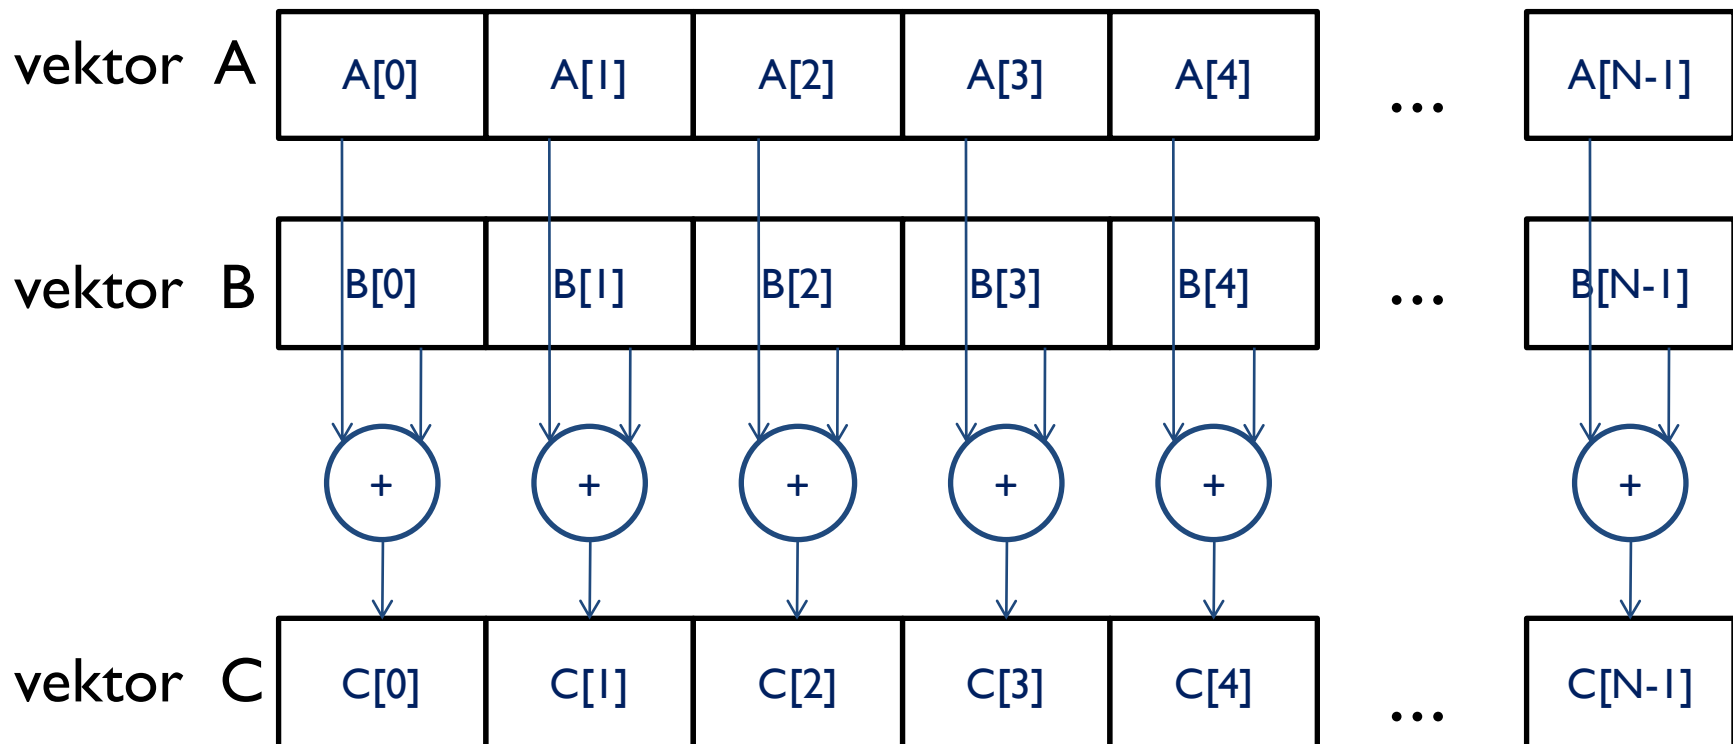 vektor A A[0] A[1] A[2] A[3] A[4] ... A[N-1]
vektor B B[0] B[1] B[2] B[3] B[4] ... B[N-1]
+ + + + + +
vektor C C[0] C[1] C[2] C[3] C[4] ... C[N-1]